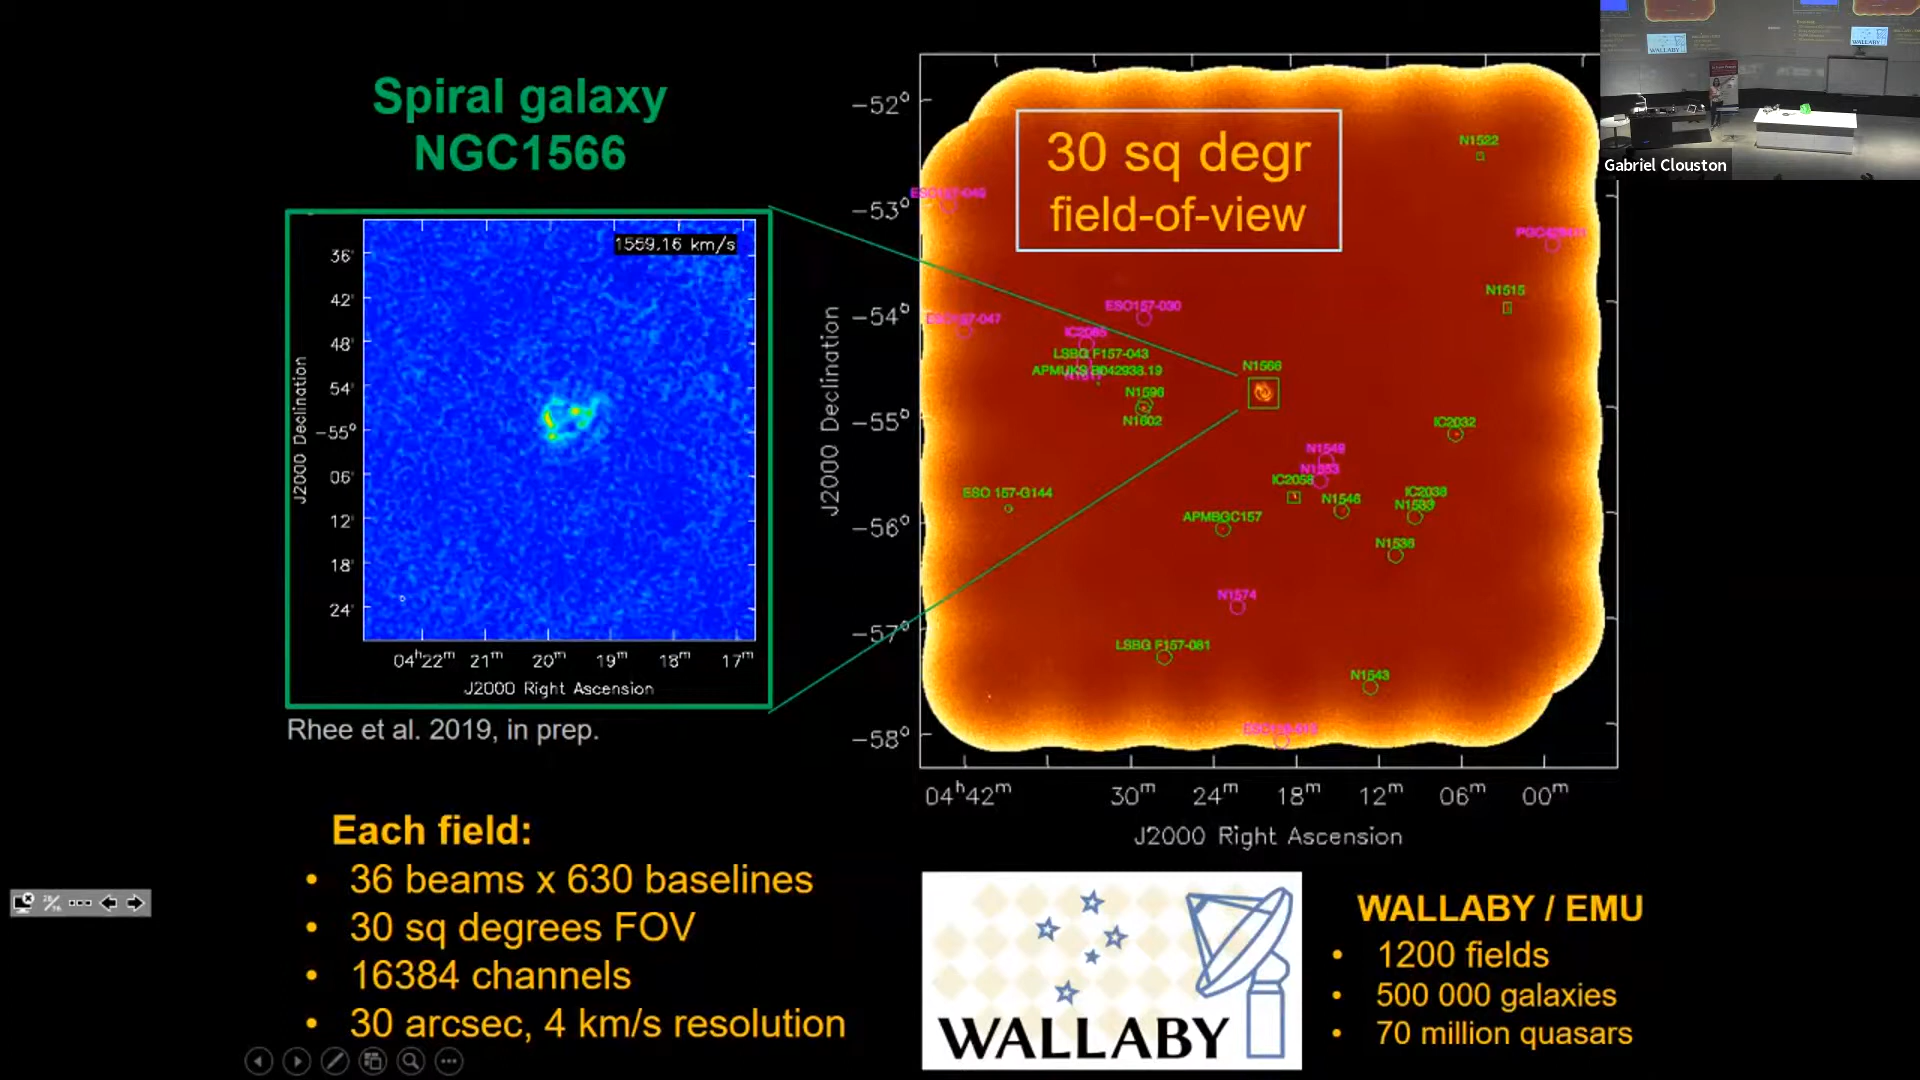 Spiral galaxy
NGC1566
1559.16 km/s
36'
42'
48'
54'
-55°
06'
12'
18'
24'
J2000 Declination
04ʰ22ᵐ 21ᵐ 20ᵐ 19ᵐ 18ᵐ 17ᵐ
J2000 Right Ascension
Rhee et al. 2019, in prep.
30 sq degr
field-of-view
-52°
-53°
-54°
-55°
-56°
-57°
-58°
J2000 Declination
N1522
N1515
ESO157-030
LSBG F157-043
APMUKS B042938.19
N1596
N1602
N1566
IC2032
N1549
N1553
IC2058
N1546
IC2038
N1533
ESO 157-G144
APMBGC157
N1536
N1574
LSBG F157-081
N1543
04ʰ42ᵐ 30ᵐ 24ᵐ 18ᵐ 12ᵐ 06ᵐ 00ᵐ
J2000 Right Ascension
Gabriel Clouston
Each field:
• 36 beams x 630 baselines
• 30 sq degrees FOV
• 16384 channels
• 30 arcsec, 4 km/s resolution
WALLABY
WALLABY / EMU
• 1200 fields
• 500 000 galaxies
• 70 million quasars